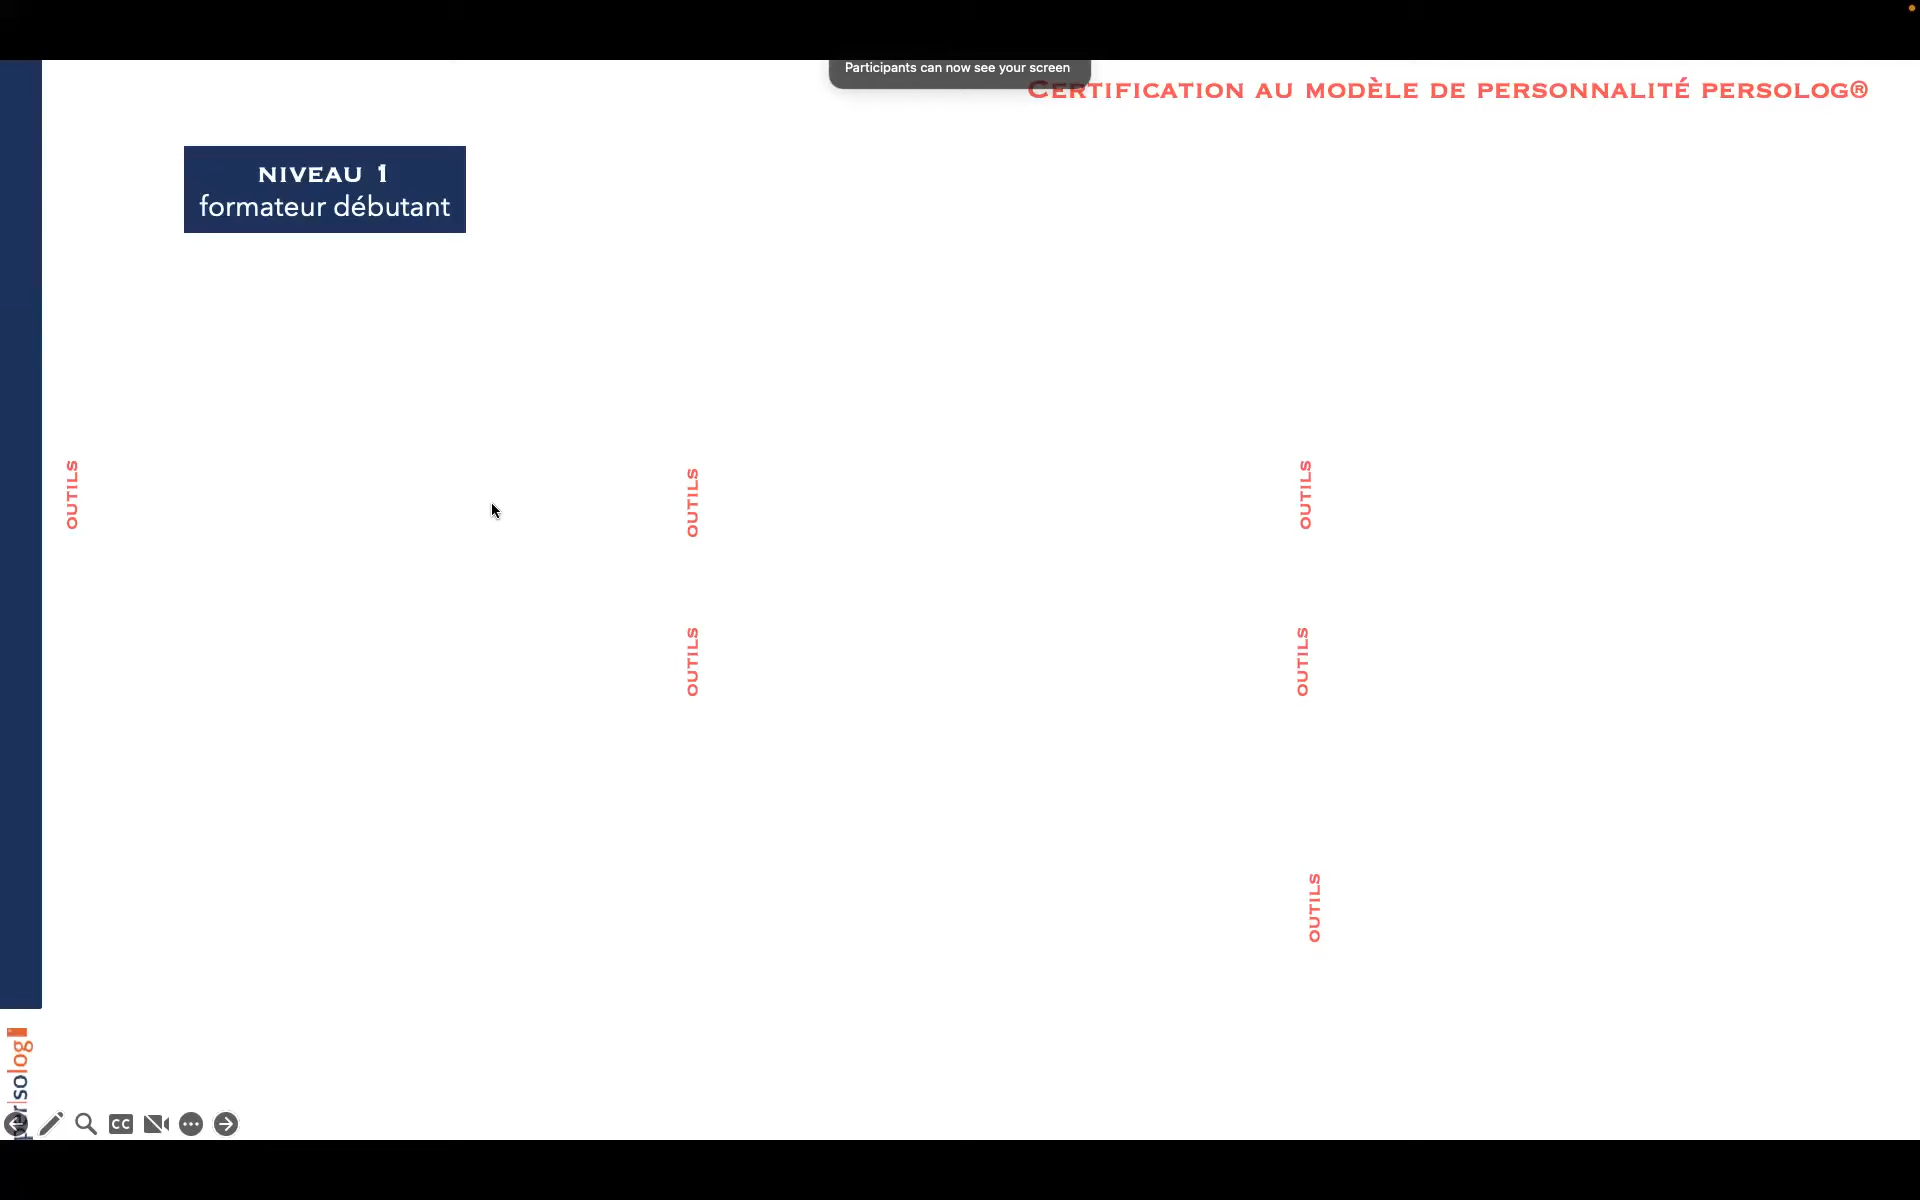 Participants can now see your screen
Certification au modèle de personnalité persolog®
NIVEAU 1
formateur débutant
OUTILS
OUTILS
OUTILS
OUTILS
OUTILS
OUTILS
persolog
CC